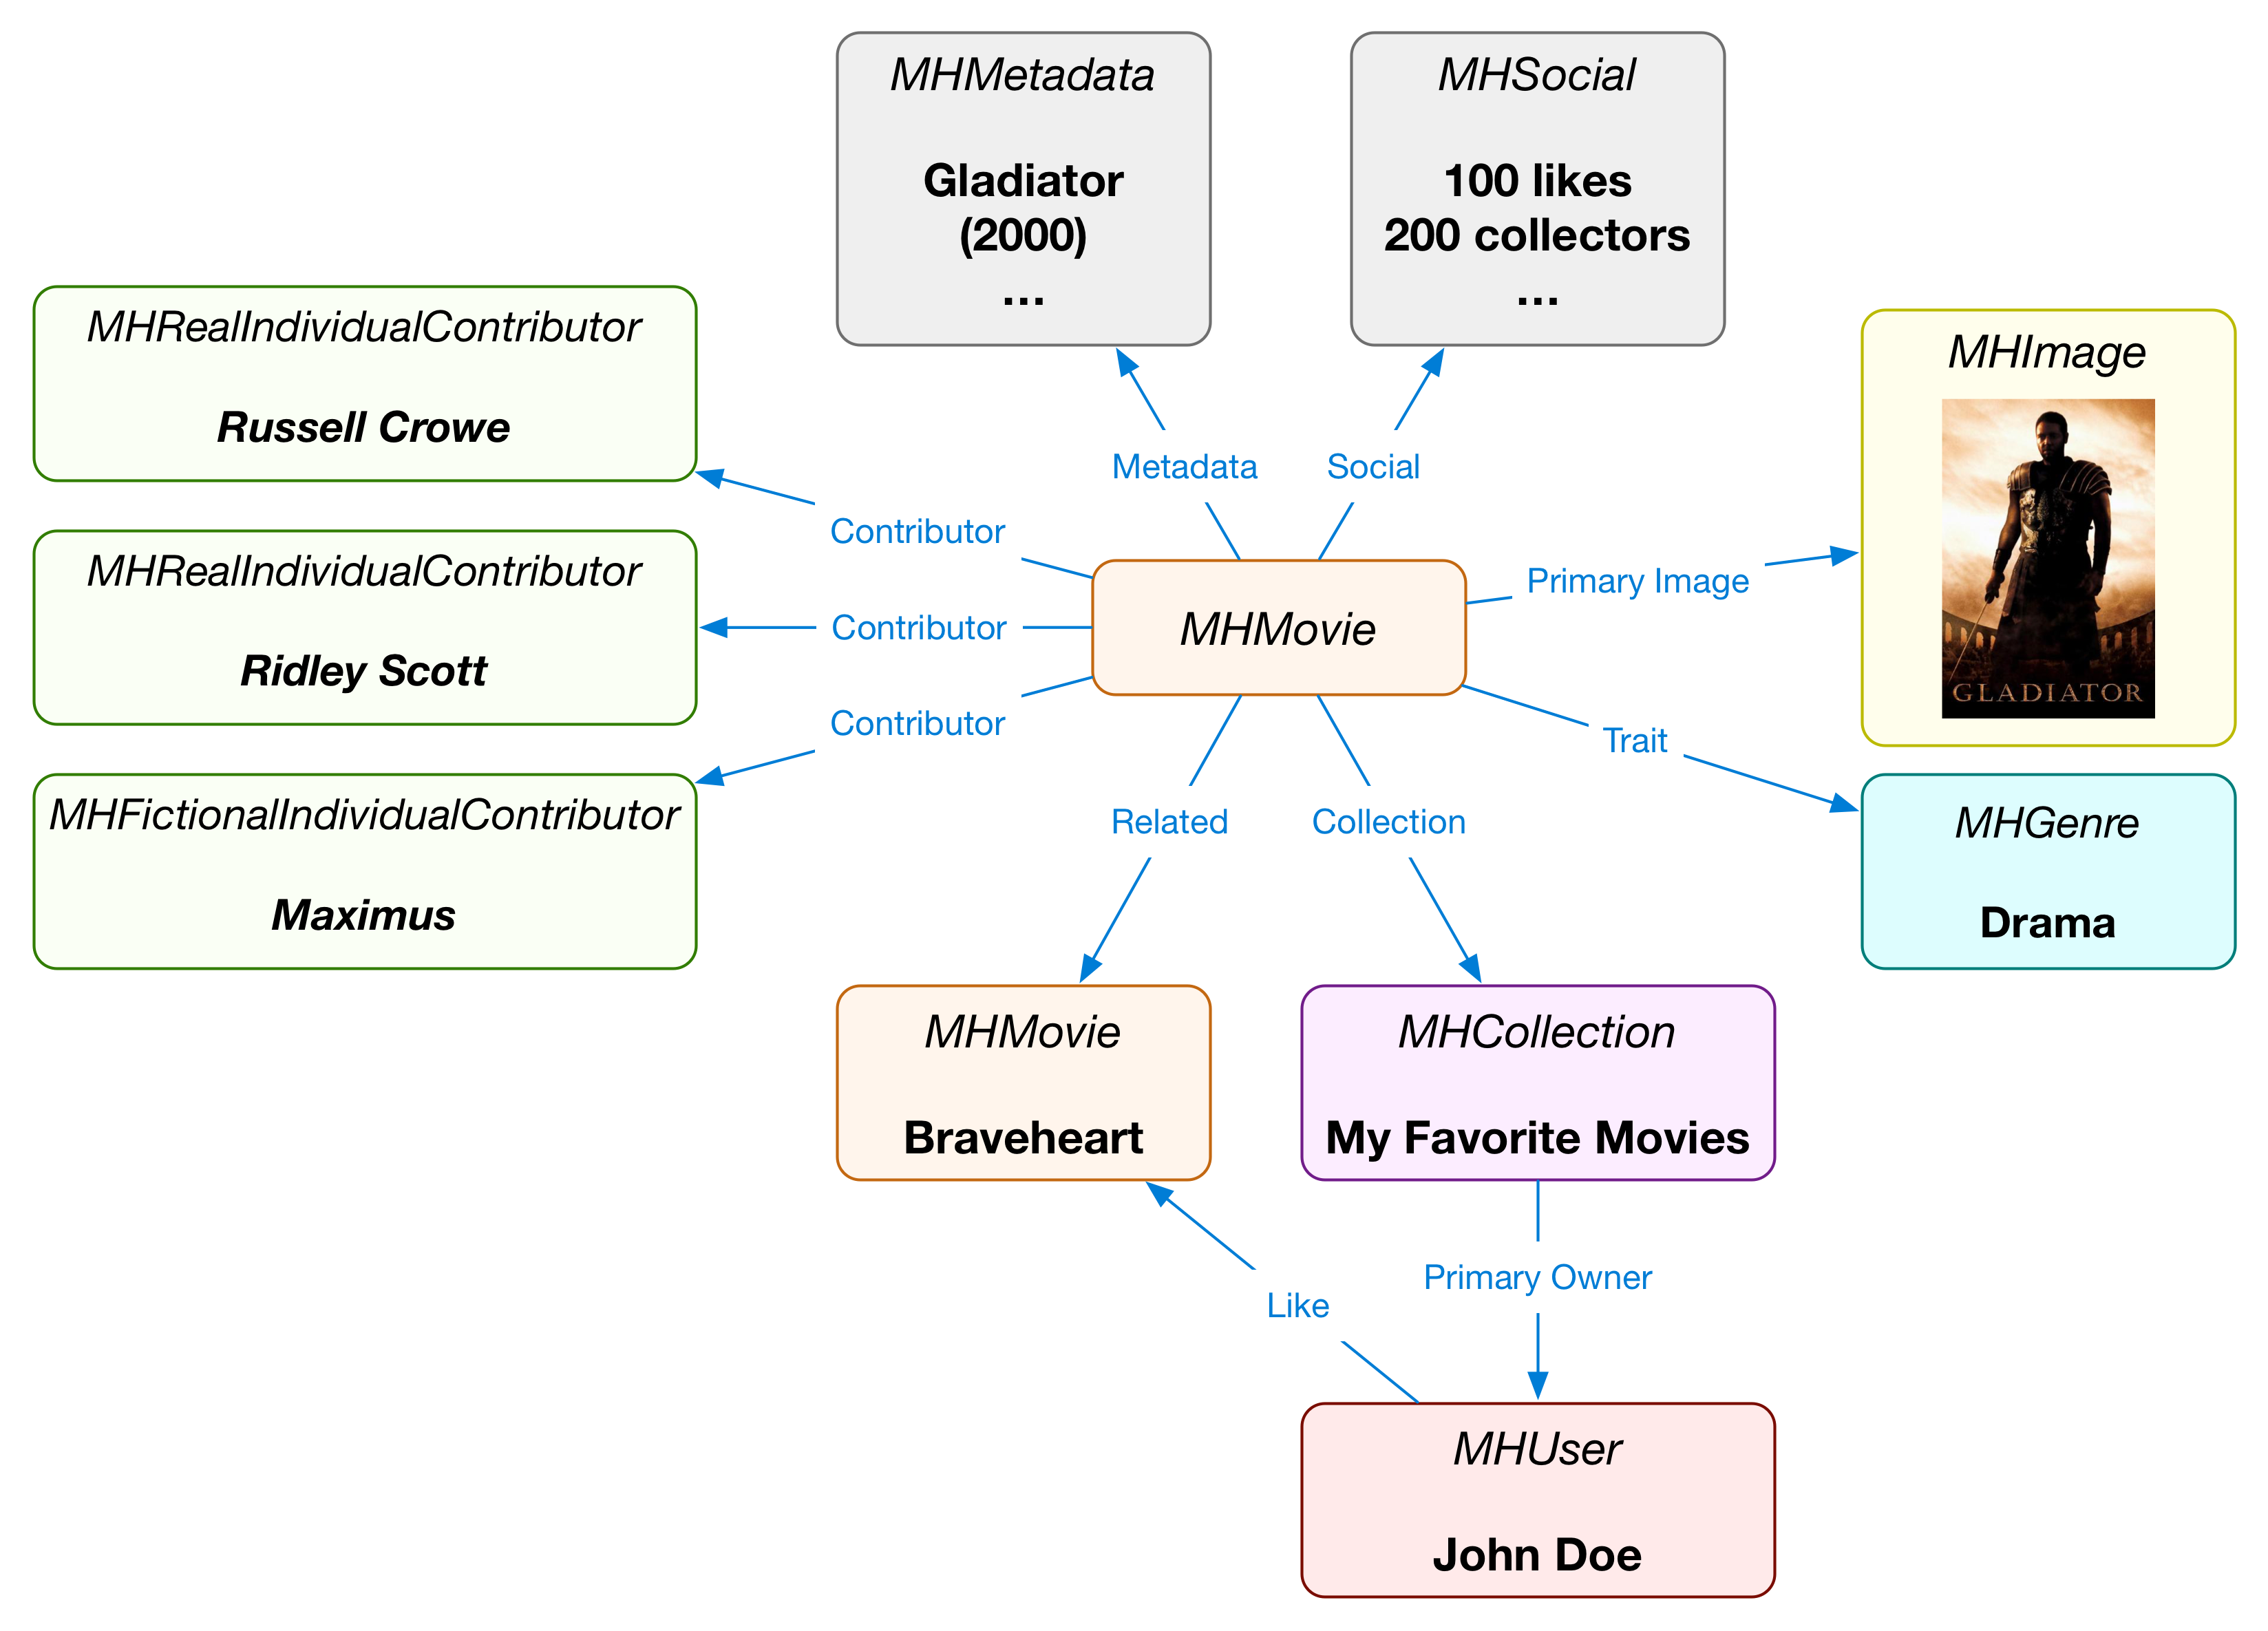 MHMetadata
Gladiator
(2000)
...
MHSocial
100 likes
200 collectors
...
MHRealIndividualContributor
Russell Crowe
MHImage
GLADIATOR
Metadata
Social
Contributor
Primary Image
MHRealIndividualContributor
Ridley Scott
Contributor
MHMovie
Contributor
Trait
MHFictionalIndividualContributor
Maximus
Related
Collection
MHGenre
Drama
MHMovie
Braveheart
MHCollection
My Favorite Movies
Primary Owner
Like
MHUser
John Doe